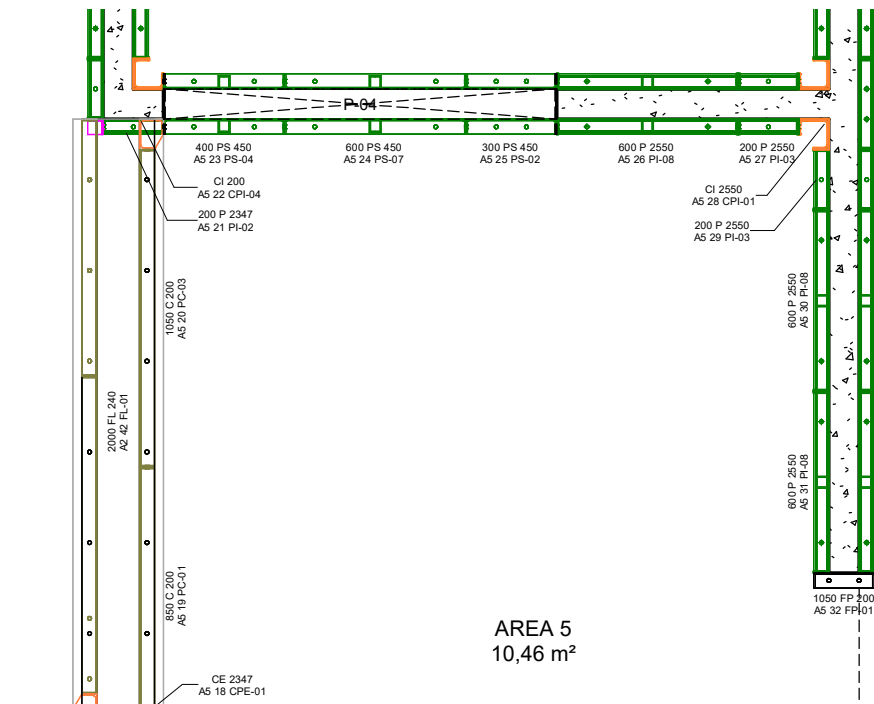 P-04
400 PS 450
A5 23 PS-04
600 PS 450
A5 24 PS-07
300 PS 450
A5 25 PS-02
600 P 2550
A5 26 PI-08
200 P 2550
A5 27 PI-03
CI 200
A5 22 CPI-04
200 P 2347
A5 21 PI-02
CI 2550
A5 28 CPI-01
200 P 2550
A5 29 PI-03
1050 C 200
A5 20 PC-03
600 P 2550
A5 30 PI-08
2000 FL 240
A2 42 FL-01
600 P 2550
A5 31 PI-08
850 C 200
A5 19 PC-01
1050 FP 200
A5 32 FPI-01
AREA 5
10,46 m²
CE 2347
A5 18 CPE-01